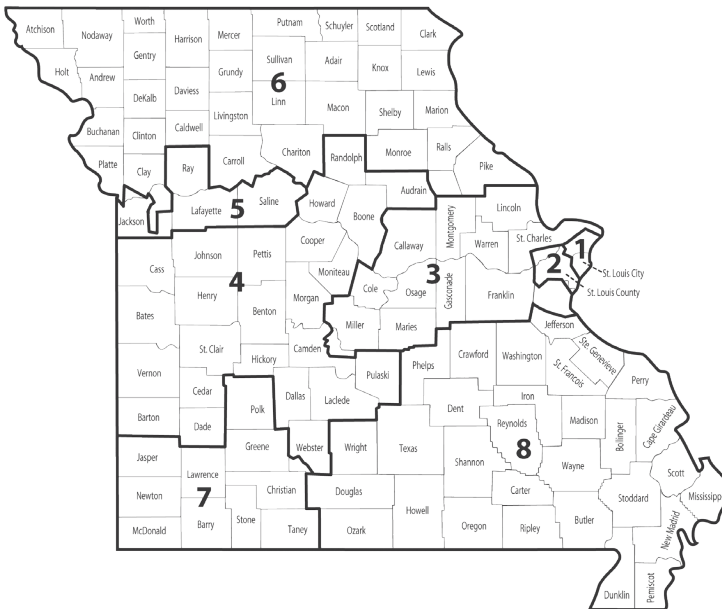 Atchison
Nodaway
Worth
Harrison
Mercer
Putnam
Schuyler
Scotland
Clark
Gentry
Holt
Andrew
Grundy
Sullivan
Adair
Knox
Lewis
6
DeKalb
Daviess
Linn
Macon
Shelby
Marion
Livingston
Buchanan
Clinton
Caldwell
Chariton
Randolph
Monroe
Ralls
Pike
Platte
Clay
Ray
Carroll
Audrain
Jackson
Lafayette
5
Saline
Howard
Boone
Montgomery
Lincoln
Callaway
Warren
St. Charles
1
2
St. Louis City
St. Louis County
Cass
Johnson
Pettis
Cooper
Moniteau
3
4
Henry
Morgan
Cole
Osage
Gasconade
Franklin
Bates
Benton
Miller
Maries
Jefferson
St. Clair
Hickory
Camden
Phelps
Crawford
Washington
Ste. Genevieve
St. Francois
Perry
Vernon
Cedar
Polk
Dallas
Laclede
Pulaski
Dent
Iron
Madison
Barton
Dade
Greene
Webster
Wright
Texas
Reynolds
Bollinger
Cape Girardeau
8
Jasper
Lawrence
Shannon
Wayne
Scott
Mississippi
7
Newton
Christian
Douglas
Carter
Stoddard
McDonald
Barry
Stone
Taney
Ozark
Howell
Oregon
Ripley
Butler
New Madrid
Dunklin
Pemiscot